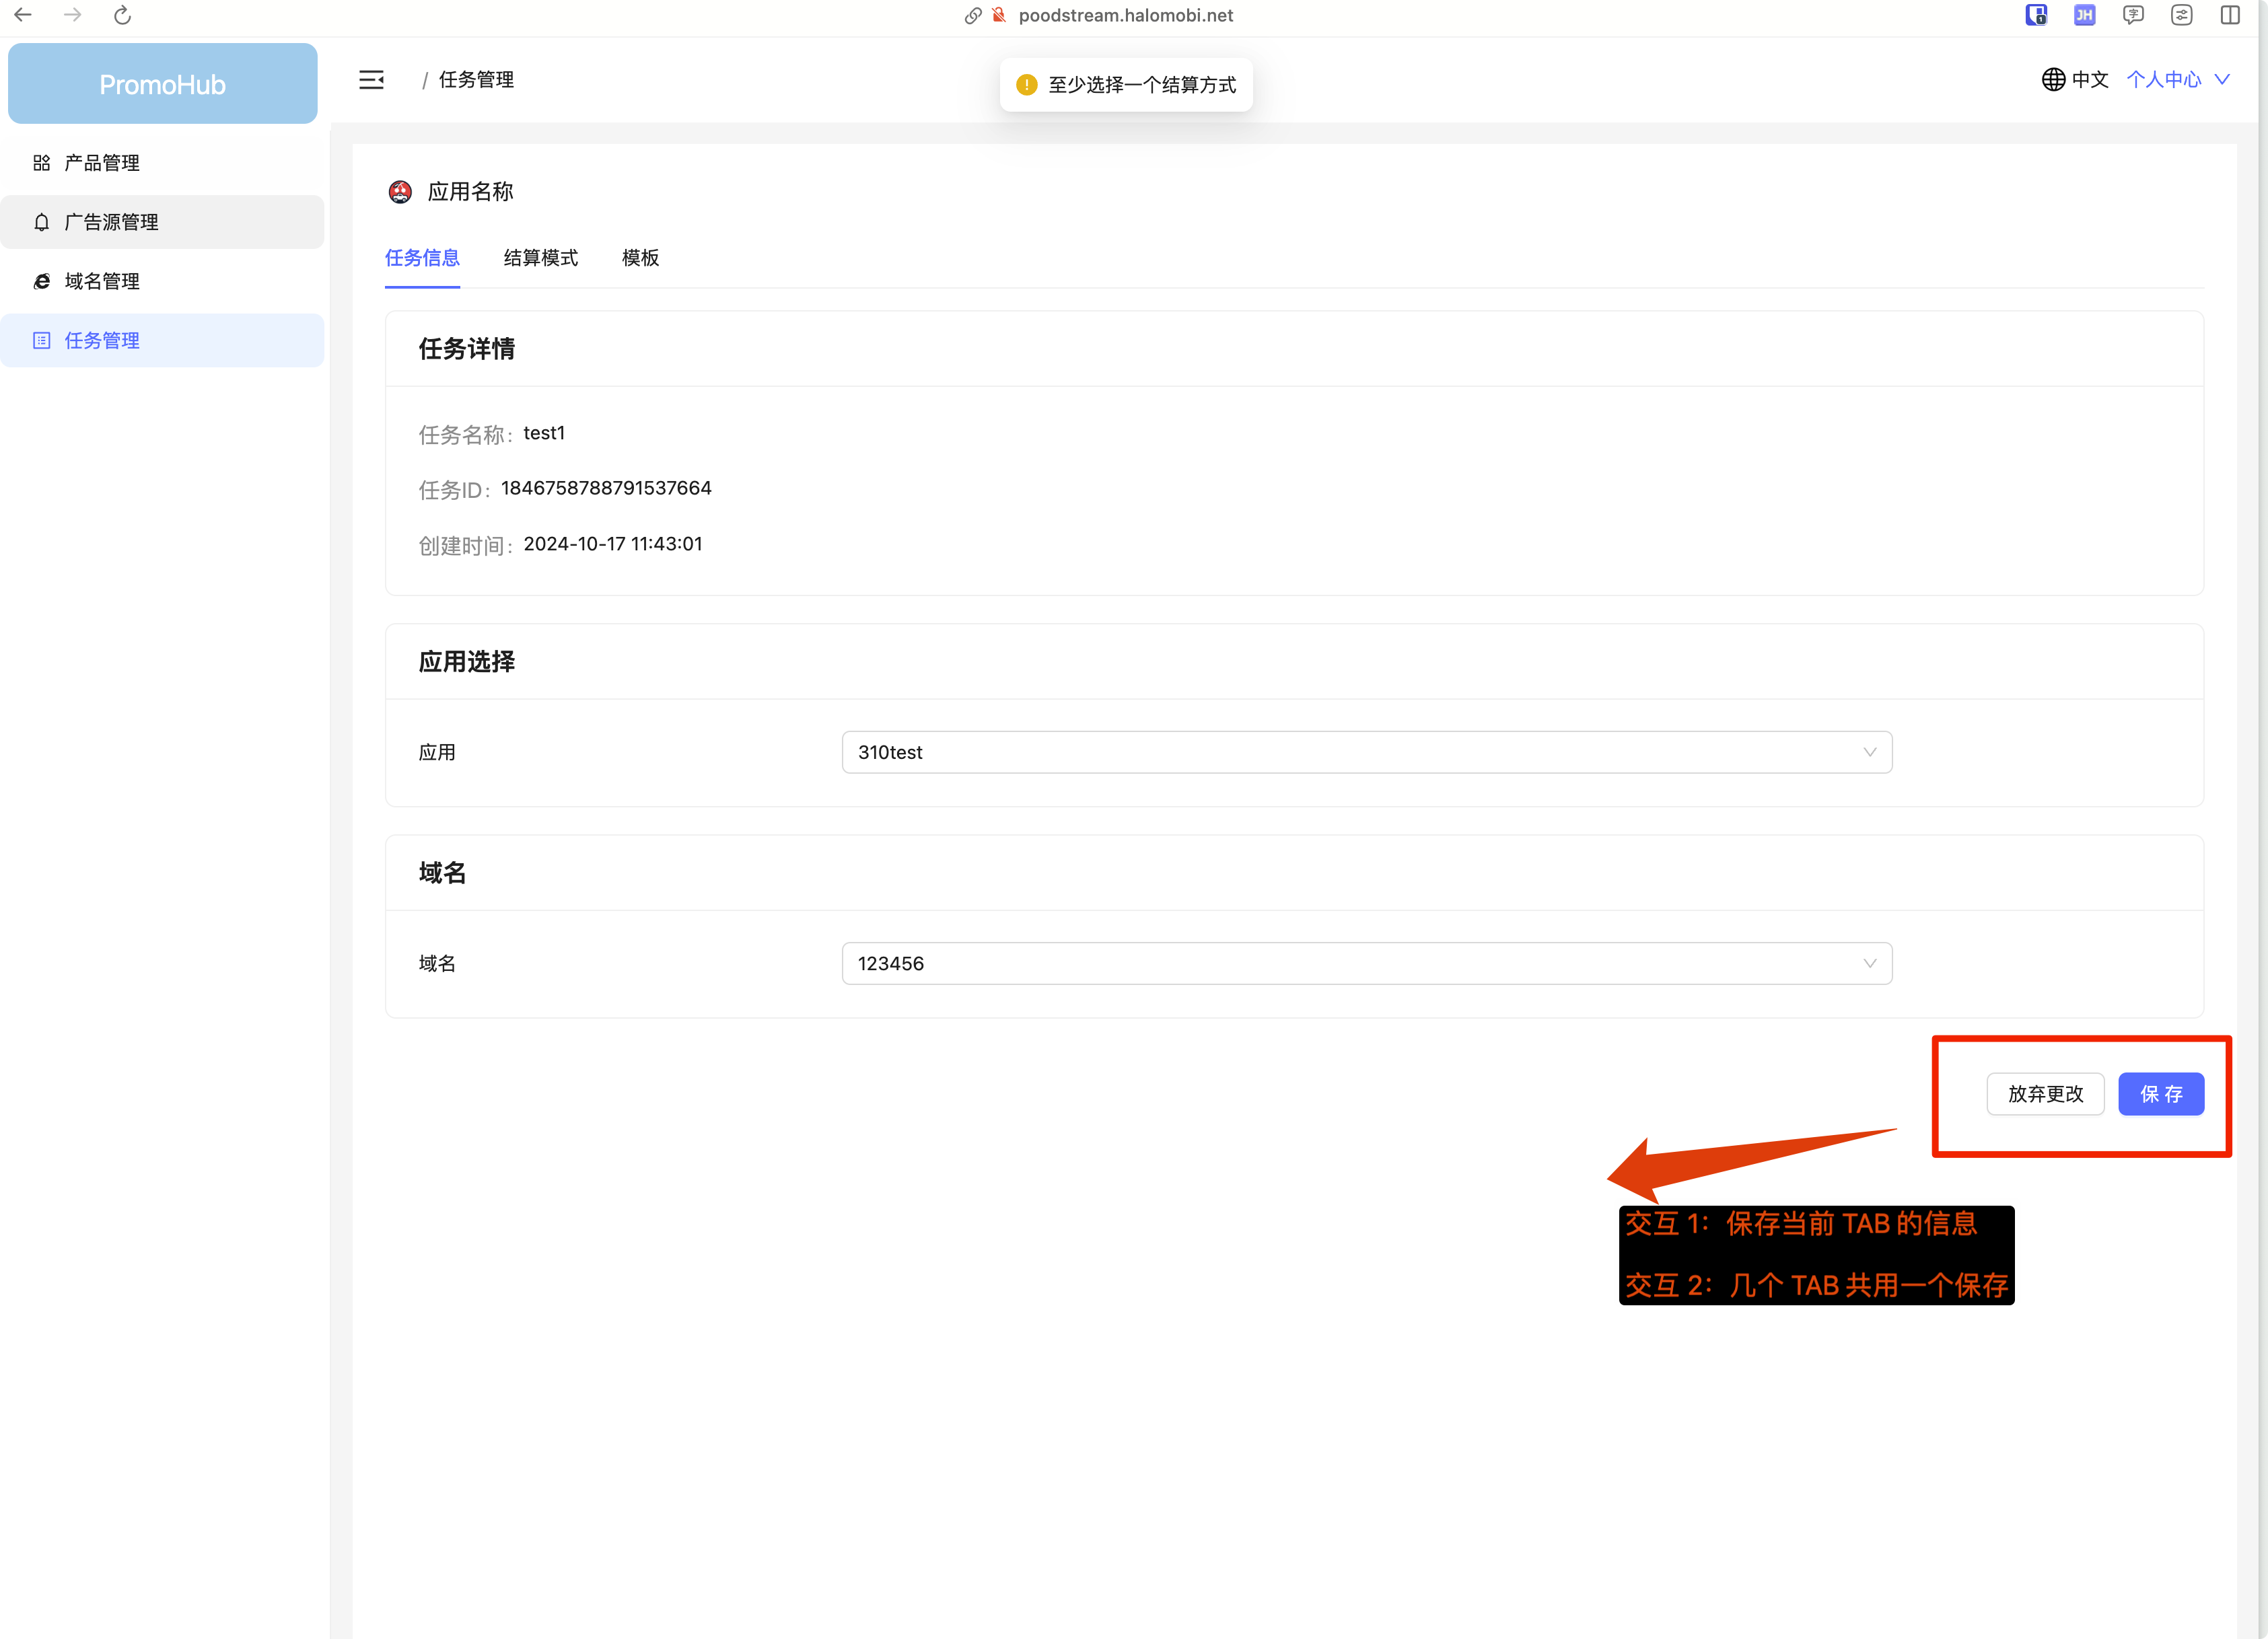 poodstream.halomobi.net
1
JH
字
PromoHub
/ 任务管理
至少选择一个结算方式
中文 个人中心
产品管理
广告源管理
域名管理
任务管理
应用名称
任务信息 结算模式 模板
任务详情
任务名称: test1
任务ID: 1846758788791537664
创建时间: 2024-10-17 11:43:01
应用选择
应用 310test
域名
域名 123456
放弃更改 保 存
交互 1：保存当前 TAB 的信息
交互 2：几个 TAB 共用一个保存